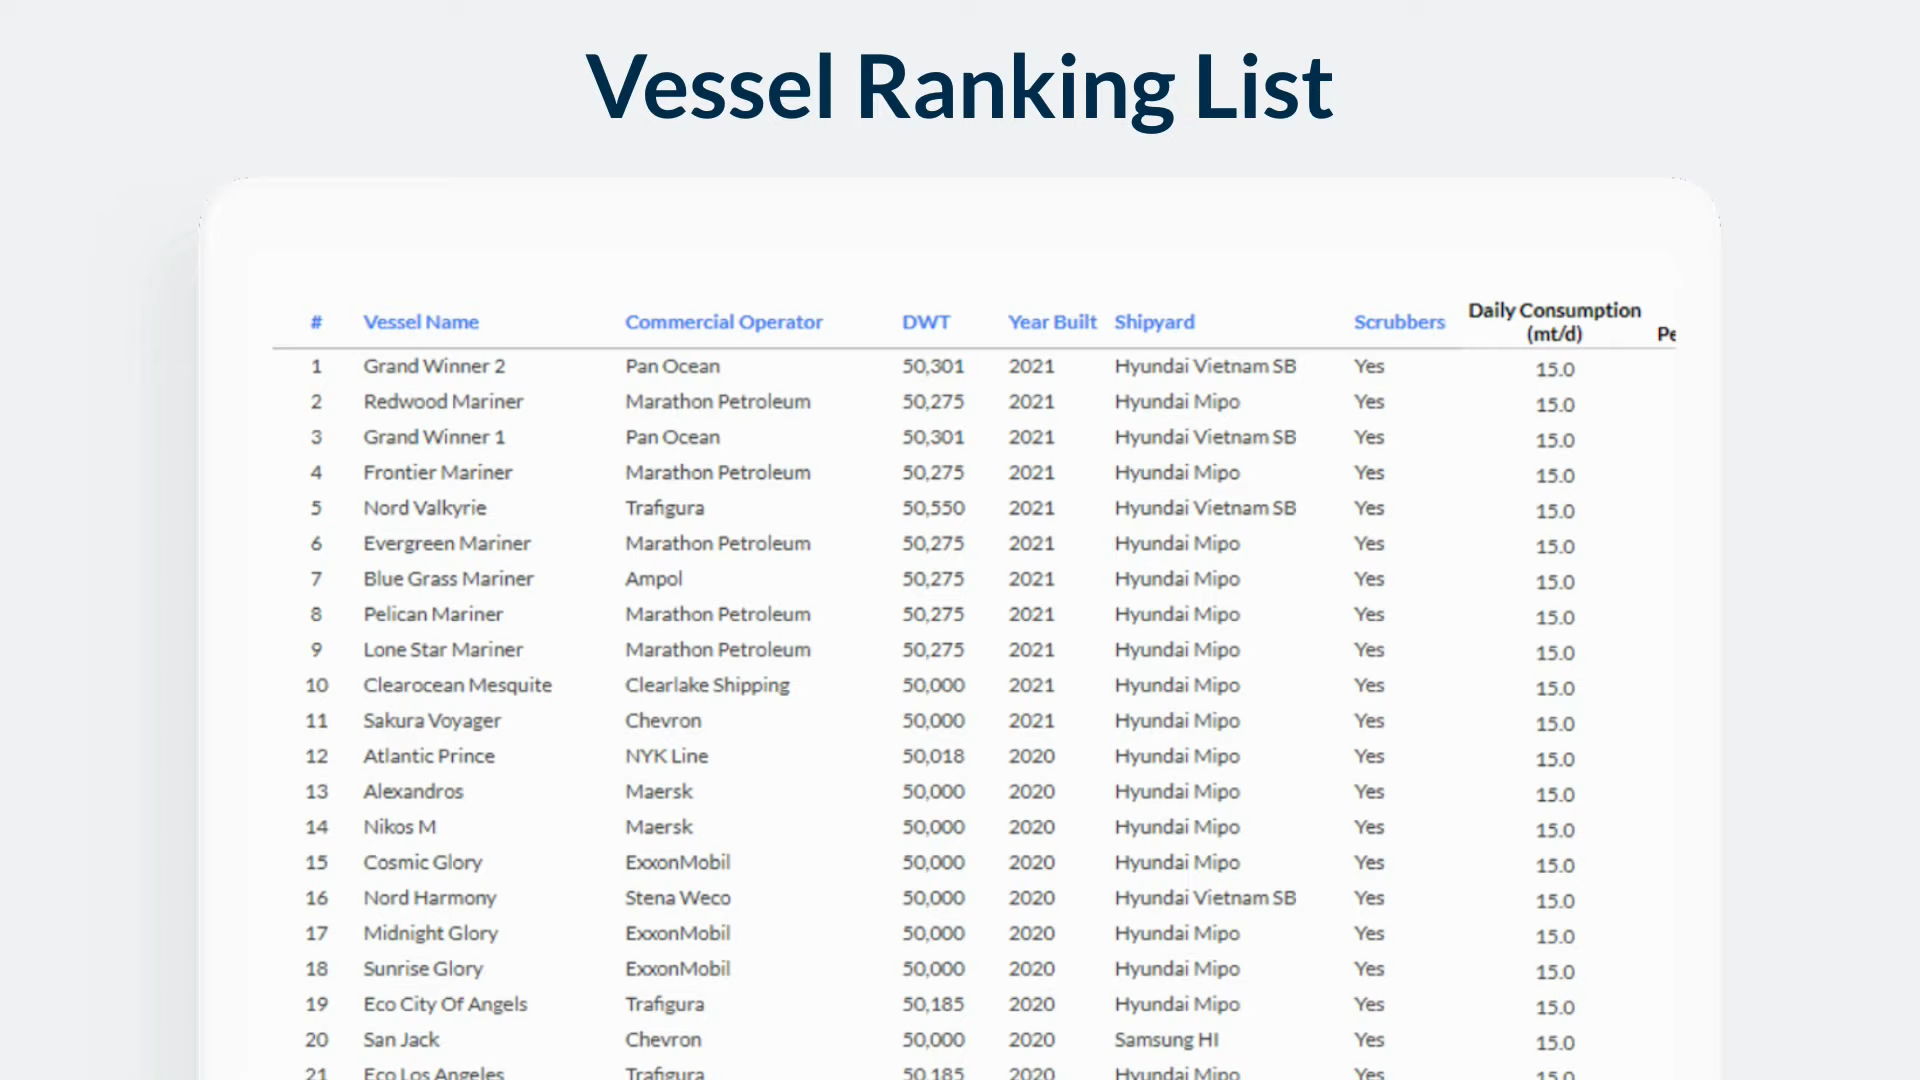 Vessel Ranking List
# Vessel Name Commercial Operator DWT Year Built Shipyard Scrubbers Daily Consumption (mt/d)
1 Grand Winner 2 Pan Ocean 50,301 2021 Hyundai Vietnam SB Yes 15.0
2 Redwood Mariner Marathon Petroleum 50,275 2021 Hyundai Mipo Yes 15.0
3 Grand Winner 1 Pan Ocean 50,301 2021 Hyundai Vietnam SB Yes 15.0
4 Frontier Mariner Marathon Petroleum 50,275 2021 Hyundai Mipo Yes 15.0
5 Nord Valkyrie Trafigura 50,550 2021 Hyundai Vietnam SB Yes 15.0
6 Evergreen Mariner Marathon Petroleum 50,275 2021 Hyundai Mipo Yes 15.0
7 Blue Grass Mariner Ampol 50,275 2021 Hyundai Mipo Yes 15.0
8 Pelican Mariner Marathon Petroleum 50,275 2021 Hyundai Mipo Yes 15.0
9 Lone Star Mariner Marathon Petroleum 50,275 2021 Hyundai Mipo Yes 15.0
10 Clearocean Mesquite Clearlake Shipping 50,000 2021 Hyundai Mipo Yes 15.0
11 Sakura Voyager Chevron 50,000 2021 Hyundai Mipo Yes 15.0
12 Atlantic Prince NYK Line 50,018 2020 Hyundai Mipo Yes 15.0
13 Alexandros Maersk 50,000 2020 Hyundai Mipo Yes 15.0
14 Nikos M Maersk 50,000 2020 Hyundai Mipo Yes 15.0
15 Cosmic Glory ExxonMobil 50,000 2020 Hyundai Mipo Yes 15.0
16 Nord Harmony Stena Weco 50,000 2020 Hyundai Vietnam SB Yes 15.0
17 Midnight Glory ExxonMobil 50,000 2020 Hyundai Mipo Yes 15.0
18 Sunrise Glory ExxonMobil 50,000 2020 Hyundai Mipo Yes 15.0
19 Eco City Of Angels Trafigura 50,185 2020 Hyundai Mipo Yes 15.0
20 San Jack Chevron 50,000 2020 Samsung HI Yes 15.0
21 Eco Los Angeles Trafigura 50,185 2020 Hyundai Mipo Yes 15.0